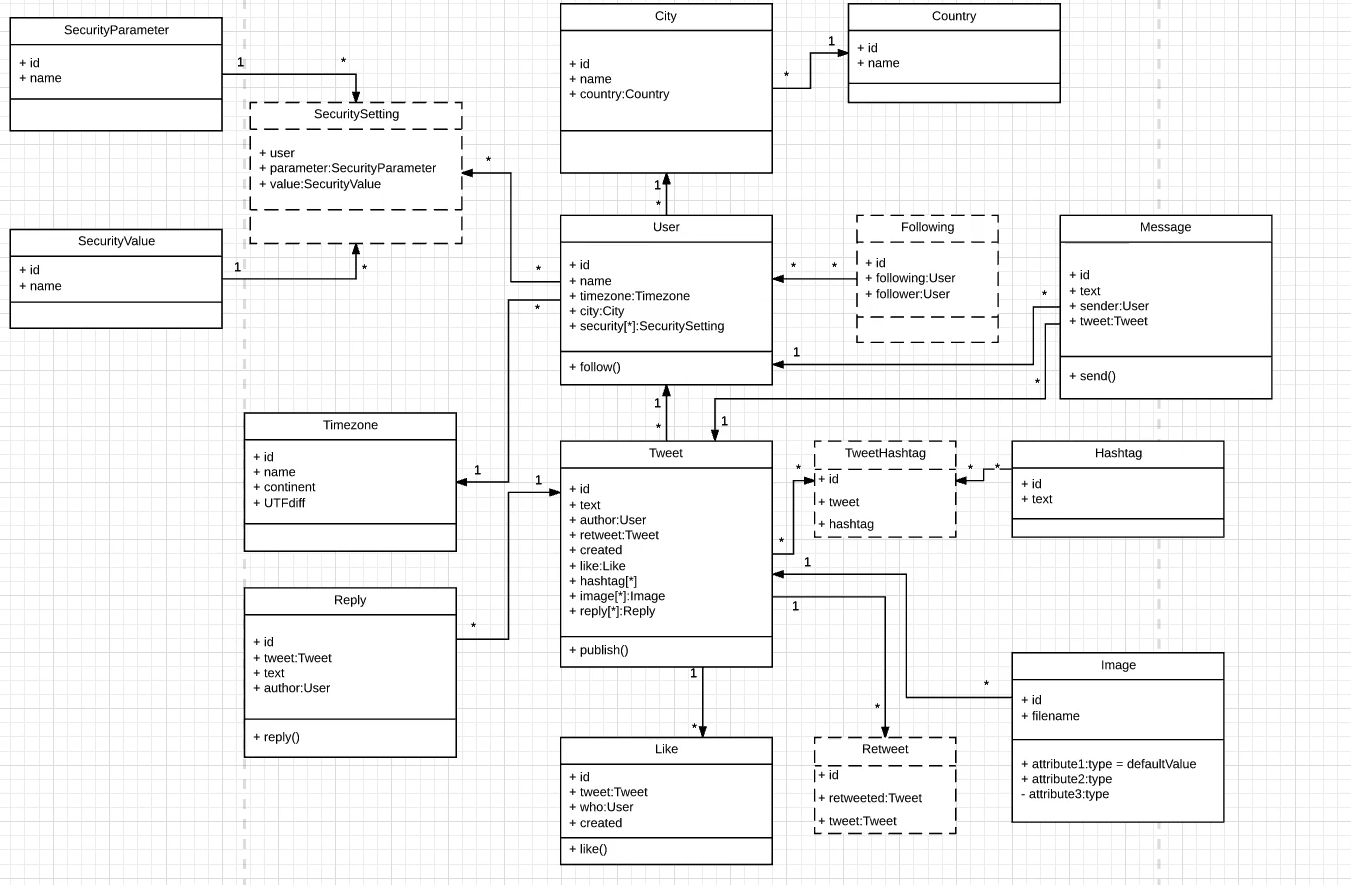 SecurityParameter
+ id
+ name
1
*
SecuritySetting
+ user
+ parameter:SecurityParameter
+ value:SecurityValue
*
SecurityValue
+ id
+ name
1
*
City
+ id
+ name
+ country:Country
*
1
Country
+ id
+ name
1
*
User
+ id
+ name
+ timezone:Timezone
+ city:City
+ security[*]:SecuritySetting
+ follow()
*
*
*
*
Following
+ id
+ following:User
+ follower:User
Message
+ id
+ text
+ sender:User
+ tweet:Tweet
+ send()
*
1
*
1
1
*
Timezone
+ id
+ name
+ continent
+ UTFdiff
1
1
Tweet
+ id
+ text
+ author:User
+ retweet:Tweet
+ created
+ like:Like
+ hashtag[*]
+ image[*]:Image
+ reply[*]:Reply
+ publish()
*
*
TweetHashtag
+ id
+ tweet
+ hashtag
*
*
Hashtag
+ id
+ text
1
1
Reply
+ id
+ tweet:Tweet
+ text
+ author:User
+ reply()
*
1
*
Like
+ id
+ tweet:Tweet
+ who:User
+ created
+ like()
*
Retweet
+ id
+ retweeted:Tweet
+ tweet:Tweet
*
Image
+ id
+ filename
+ attribute1:type = defaultValue
+ attribute2:type
- attribute3:type